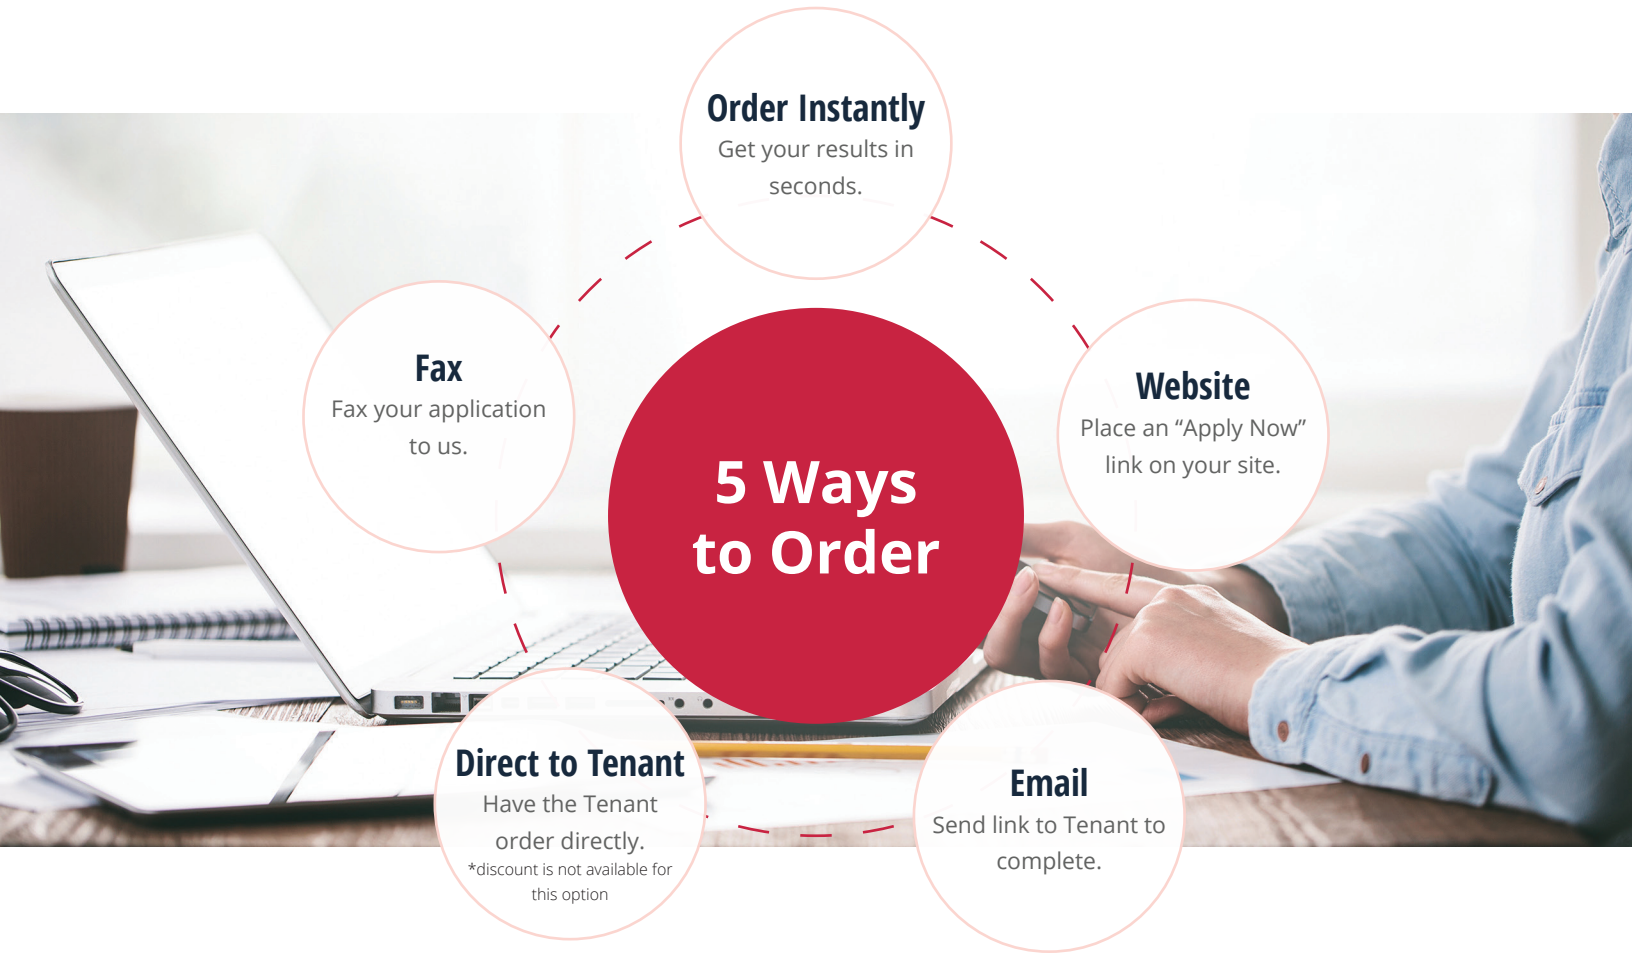 Order Instantly
Get your results in
seconds.
Fax
Fax your application
to us.
Website
Place an “Apply Now”
link on your site.
5 Ways
to Order
Direct to Tenant
Have the Tenant
order directly.
*discount is not available for
this option
Email
Send link to Tenant to
complete.